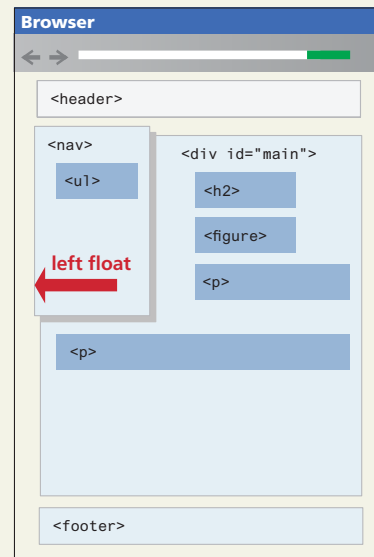 Browser
<header>
<nav>
<ul>
left float
<div id="main">
<h2>
<figure>
<p>
<p>
<footer>